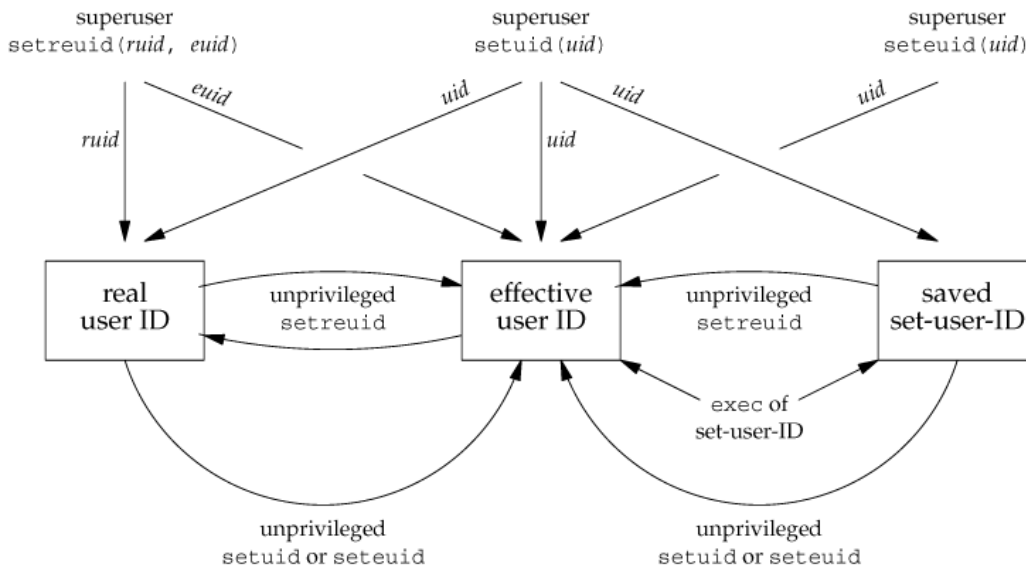 superuser
setreuid(ruid, euid)
superuser
setuid(uid)
superuser
seteuid(uid)
euid
uid
uid
uid
ruid
uid
real
user ID
unprivileged
setreuid
effective
user ID
unprivileged
setreuid
saved
set-user-ID
exec of
set-user-ID
unprivileged
setuid or seteuid
unprivileged
setuid or seteuid